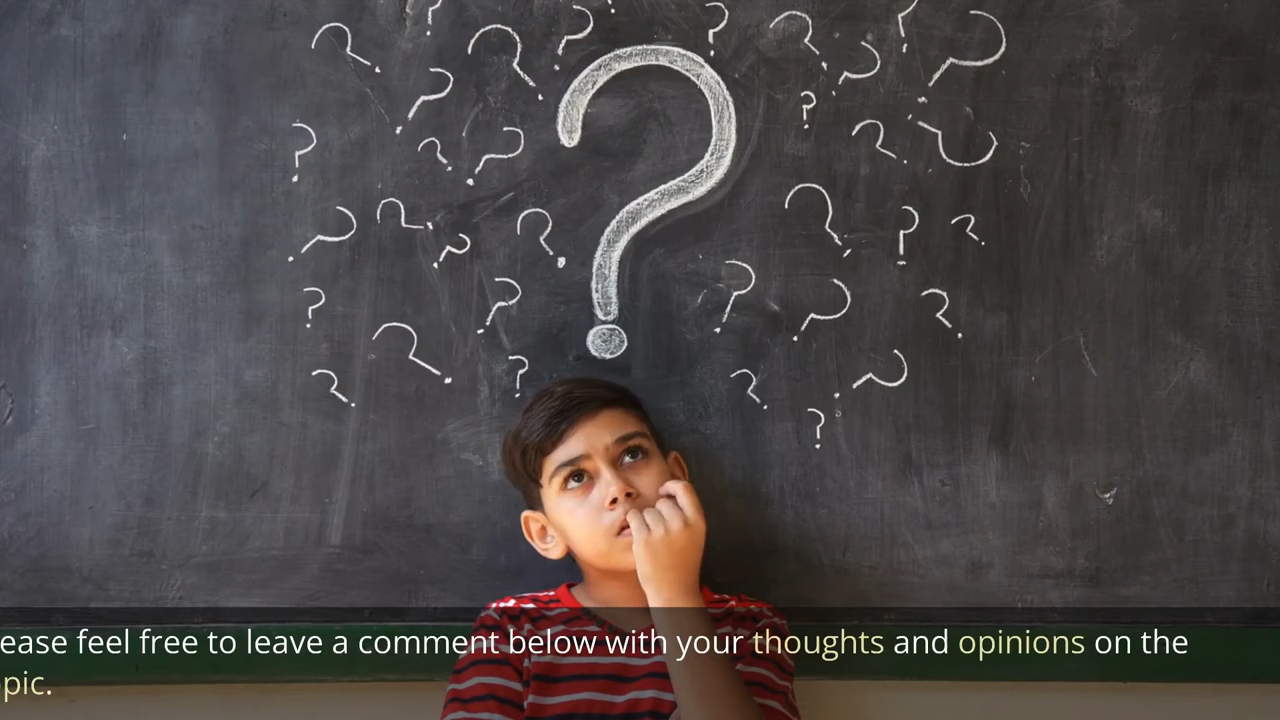 ?
ease feel free to leave a comment below with your thoughts and opinions on the
pic.